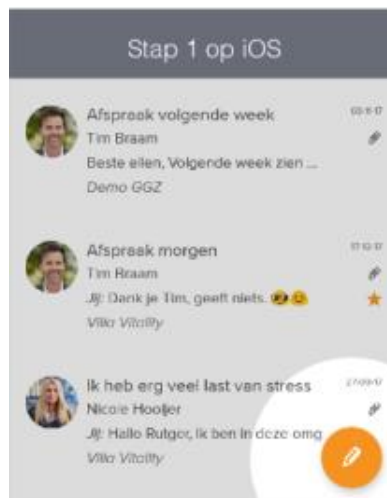 Stap 1 op iOS
Afspraak volgende week
Tim Braam
Beste ellen, Volgende week zien ...
Demo GGZ
Afspraak morgen
Tim Braam
Jij: Dank je Tim, geeft niets. 😎😊
Villa Vitality
Ik heb erg veel last van stress
Nicole Hooijer
Jij: Hallo Rutger, Ik ben in deze omg
Villa Vitality